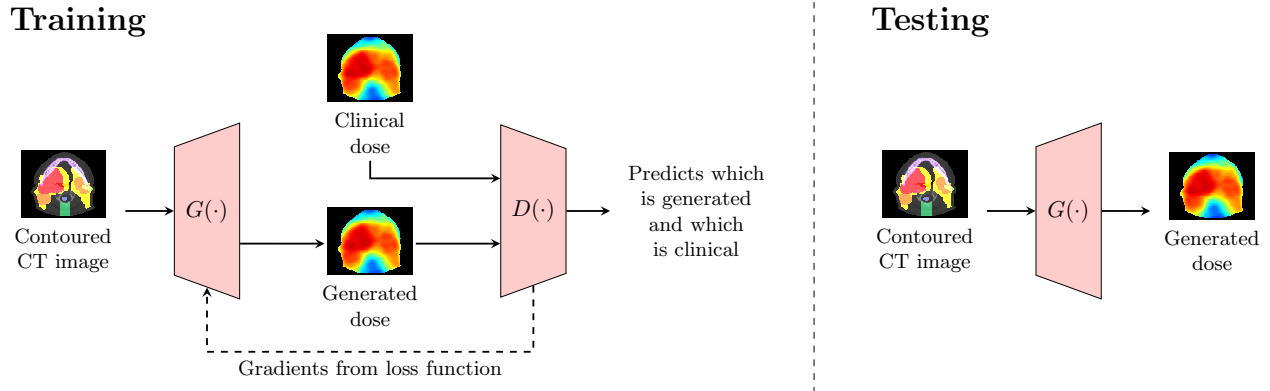 Training
Clinical
dose
Contoured
CT image
G(·)
Generated
dose
D(·)
Predicts which
is generated
and which
is clinical
Gradients from loss function
Testing
Contoured
CT image
G(·)
Generated
dose